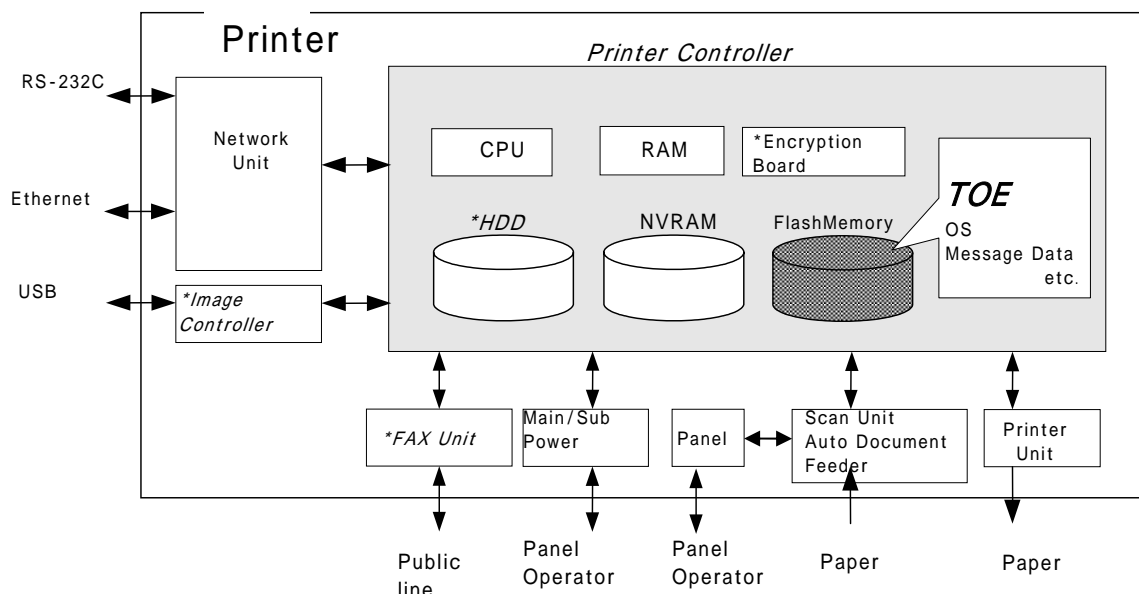 Printer
Printer Controller
RS-232C
Network
Unit
CPU
RAM
*Encryption
Board
TOE
OS
Message Data
etc.
Ethernet
*HDD
NVRAM
FlashMemory
USB
*Image
Controller
*FAX Unit
Main/Sub
Power
Panel
Scan Unit
Auto Document
Feeder
Printer
Unit
Public
line
Panel
Operator
Panel
Operator
Paper
Paper